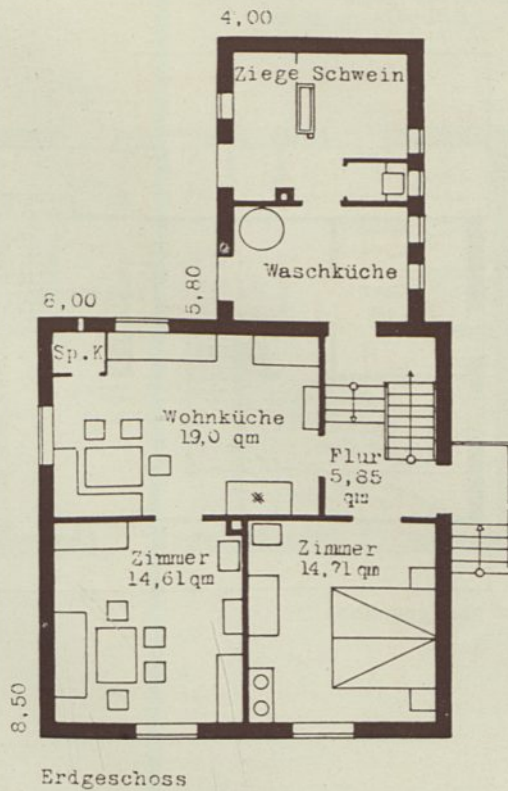 4,00
Ziege Schwein
Waschküche
5,80
8,00
Sp.K
Wohnküche
19,0 qm
Flur
5,85
qm
Zimmer
14,61 qm
Zimmer
14,71 qm
8,50
Erdgeschoss